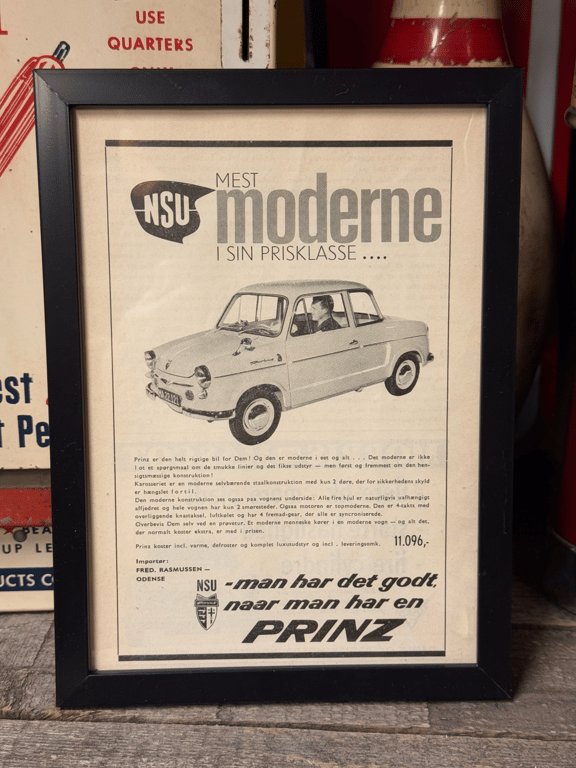 USE
QUARTERS
NSU
MEST
moderne
I SIN PRISKLASSE ....
Prinz er den helt rigtige bil for Dem! Og den er moderne i eet og alt . . . Det moderne er ikke
l et et spørgsmaal om de smukke linier og det fikse udstyr — men først og fremmest om den hen-
sigtsmæssige konstruktion!
Karosseriet er en moderne selvbærende staalkonstruktion med kun 2 døre, der for sikkerhedens skyld
er hængslet fortil.
Den moderne konstruktion ses ogsaa paa vognens underside: Alle fire hjul er naturligvis uafhængigt
affjedret og hele vognen har kun 2 smøresteder. Ogsaa motoren er topmoderne. Den er 4-takts med
overliggende knastaksel, luftkølet og har 4 fremad-gear, der alle er syncroniserede.
Overbevis Dem selv ved en prøvetur. Et moderne menneske kører i en moderne vogn — og alt det,
der normalt koster ekstra, er med i prisen.
Prinz koster incl. varme, defroster og komplet luxusudstyr og incl. leveringsomk. 11.096,-
Importør:
FRED. RASMUSSEN —
ODENSE
NSU
-man har det godt,
naar man har en
PRINZ
est
t Pe
UP LE
UCTS CO